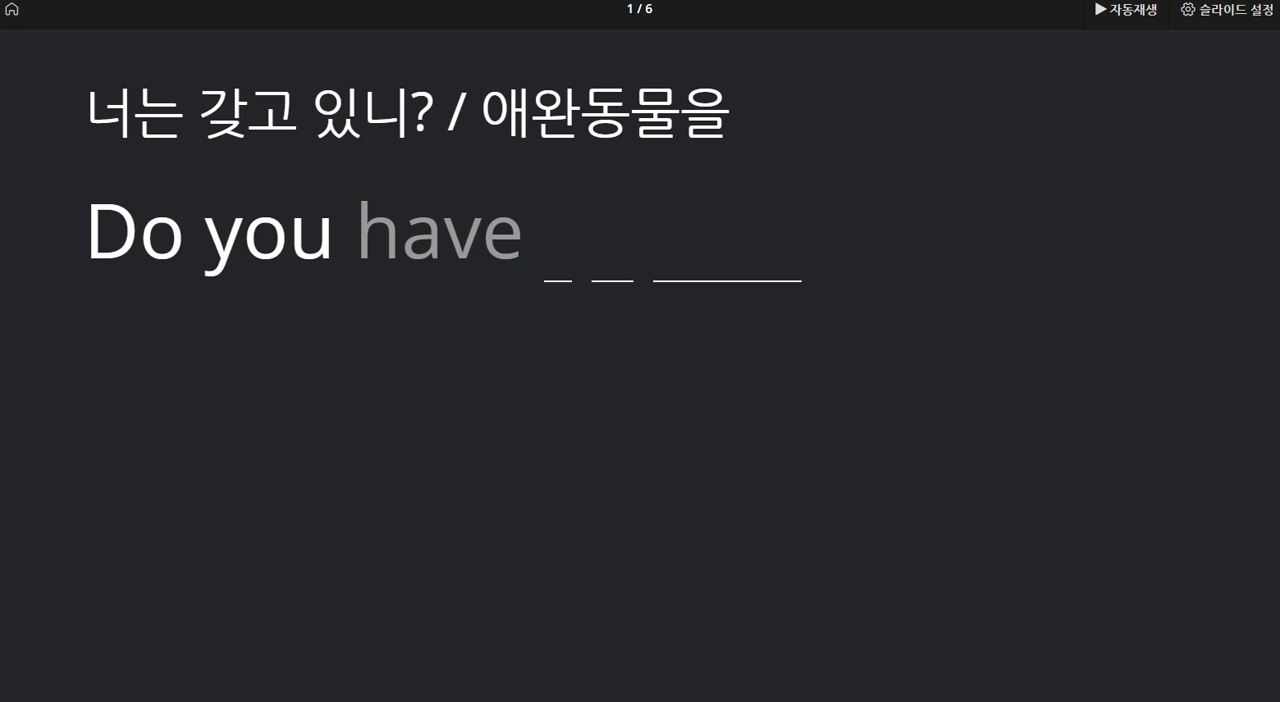 1 / 6
자동재생
슬라이드 설정
너는 갖고 있니? / 애완동물을
Do you have _ _ _